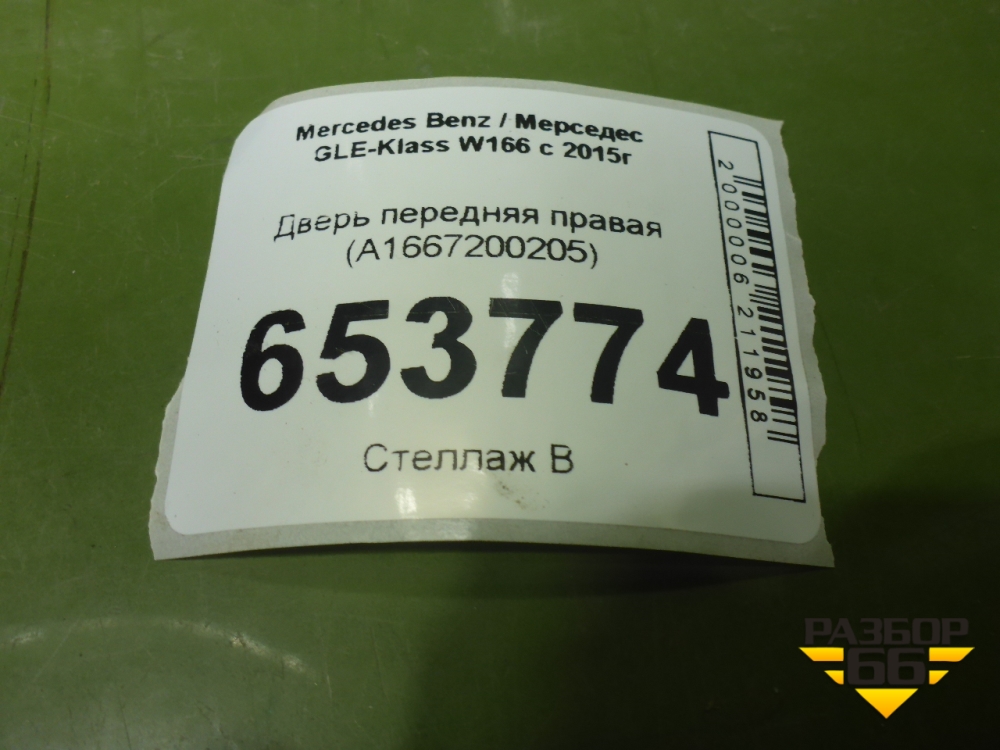 Mercedes Benz / Мерседес
GLE-Klass W166 с 2015г
Дверь передняя правая
(A1667200205)
653774
Стеллаж В
2000006211958
РАЗБОР
66